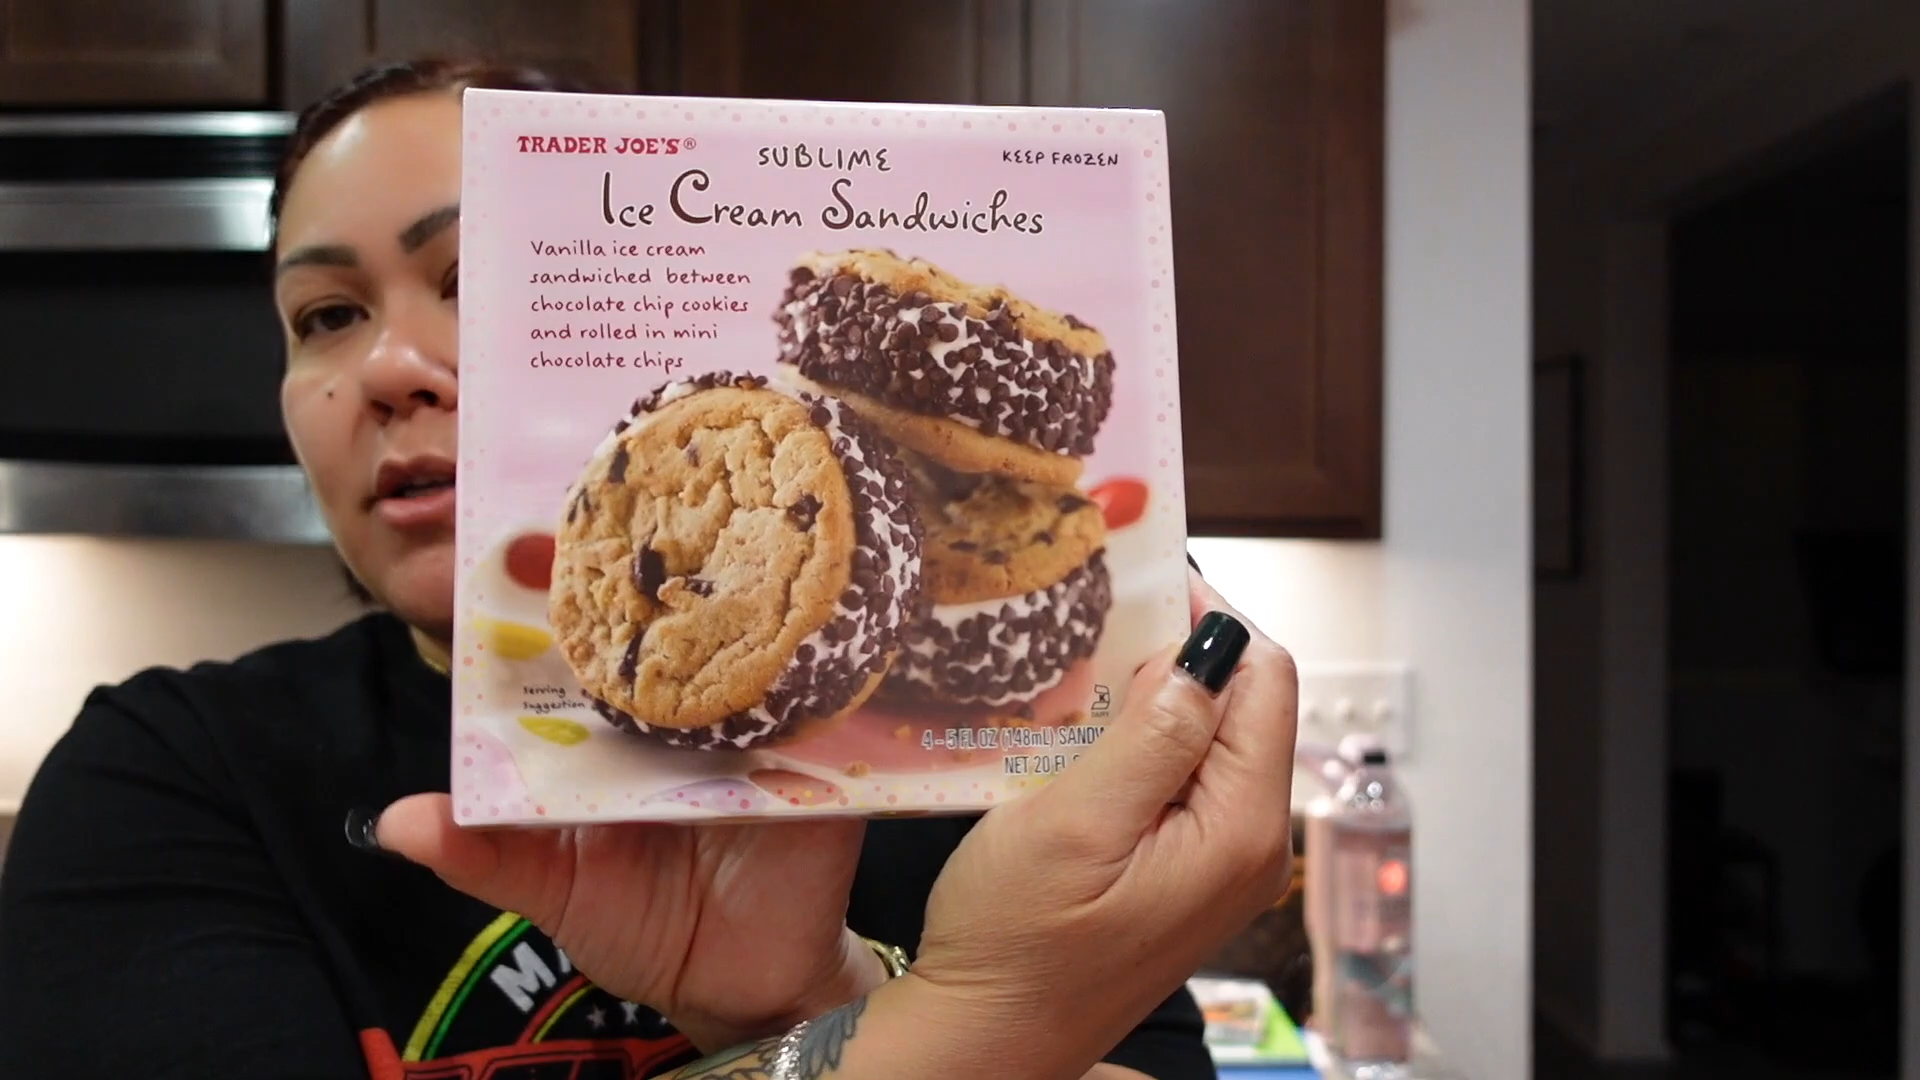 TRADER JOE'S®
SUBLIME
KEEP FROZEN
Ice Cream Sandwiches
Vanilla ice cream
sandwiched between
chocolate chip cookies
and rolled in mini
chocolate chips
Serving
Suggestion
K
DAIRY
4 - 5 FL OZ (148mL)
NET 20 FL